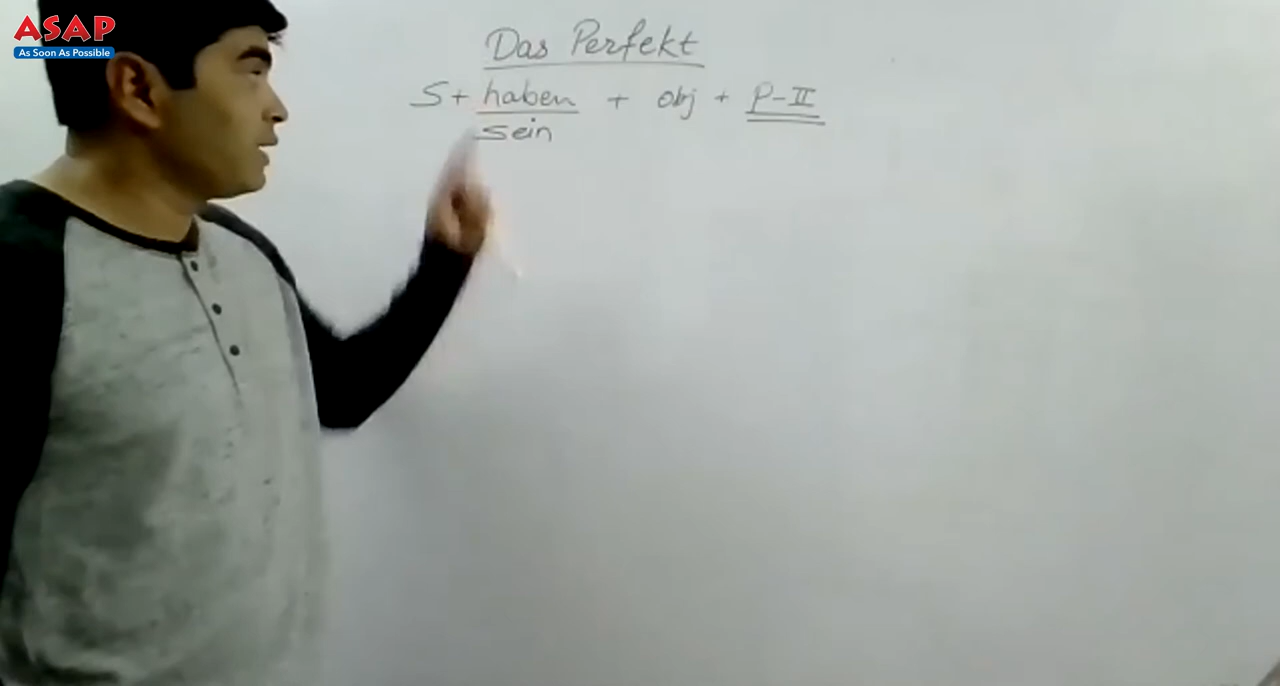 ASAP
As Soon As Possible
Das Perfekt
S + haben + obj + P-II
sein